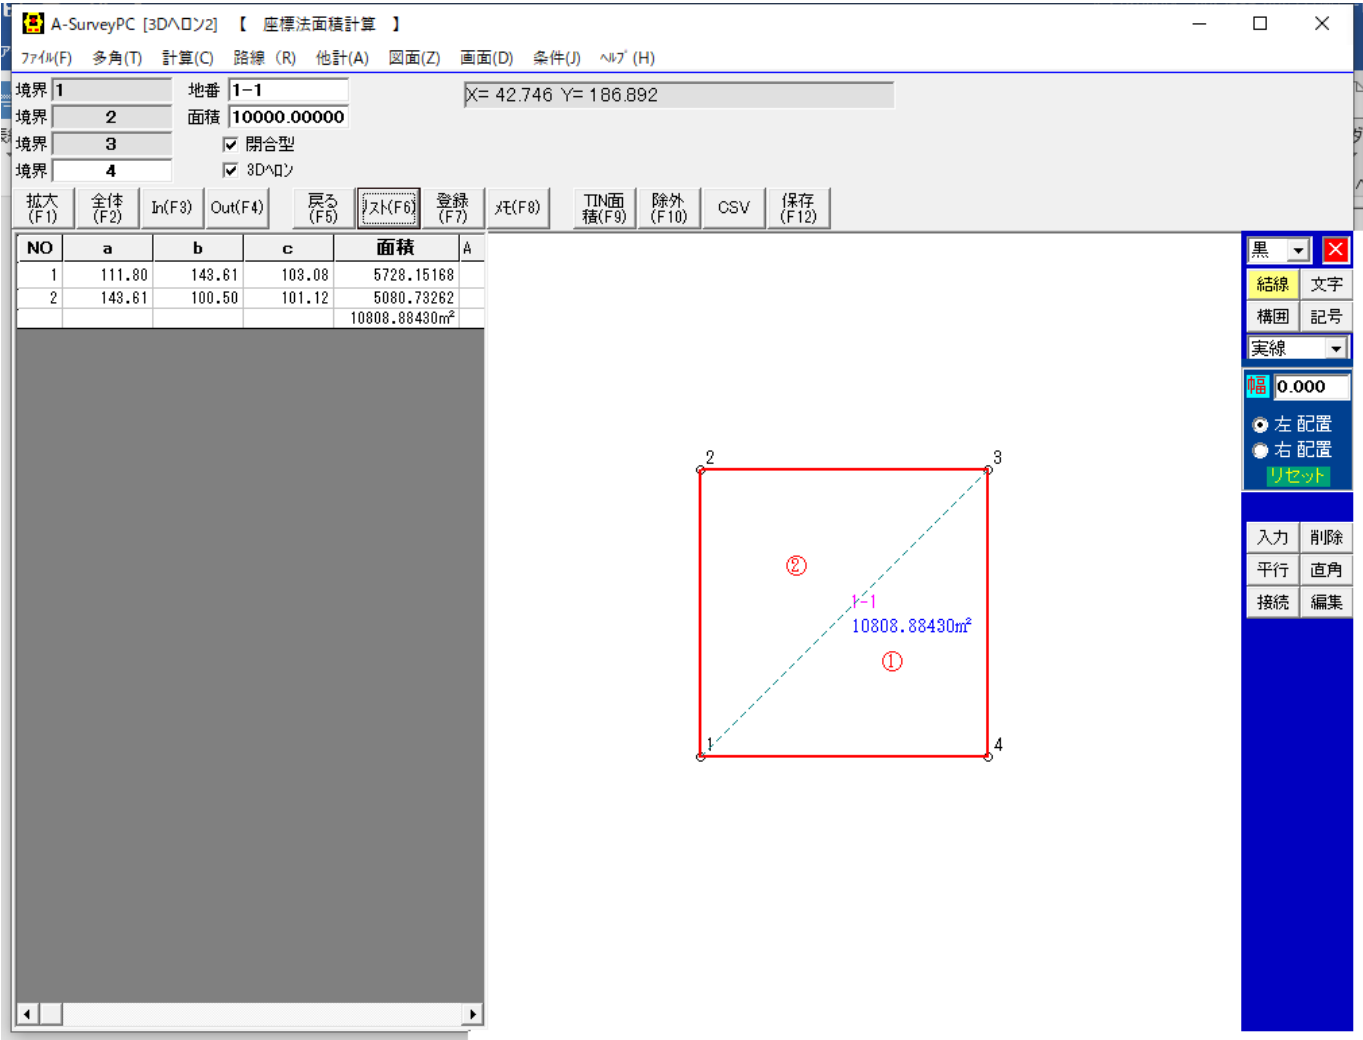 A-SurveyPC [3Dﾍﾛﾝ2] 【 座標法面積計算 】
ﾌｧｲﾙ(F) 多角(T) 計算(C) 路線 (R) 他計(A) 図面(Z) 画面(D) 条件(J) ﾍﾙﾌﾟ(H)
境界 1 地番 1-1 X= 42.746 Y= 186.892
境界 2 面積 10000.00000
境界 3 閉合型
境界 4 3Dﾍﾛﾝ
拡大(F1) 全体(F2) In(F3) Out(F4) 戻る(F5) ﾘｽﾄ(F6) 登録(F7) ﾒﾓ(F8) TIN面積(F9) 除外(F10) CSV 保存(F12)
NO a b c 面積 A
1 111.80 143.61 103.08 5728.15168
2 143.61 100.50 101.12 5080.73262
10808.88430m²
2 3
②
1-1
10808.88430m²
①
1 4
黒
結線 文字
構囲 記号
実線
幅 0.000
左 配置
右 配置
リセット
入力 削除
平行 直角
接続 編集